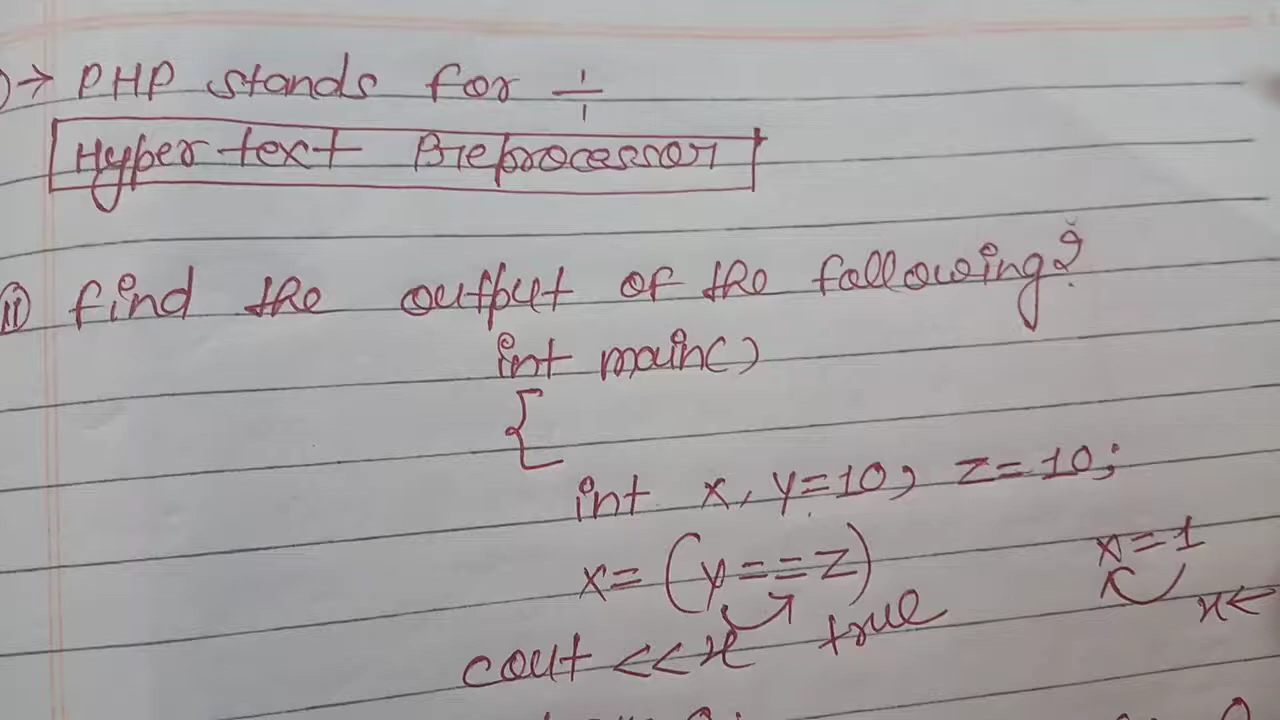 → PHP stands for ÷
Hyper text Preprocessor
ii) find the output of the following?
int main()
{
int x, y=10, z=10;
x= (y==z)
x=1
true
x←
cout <<x